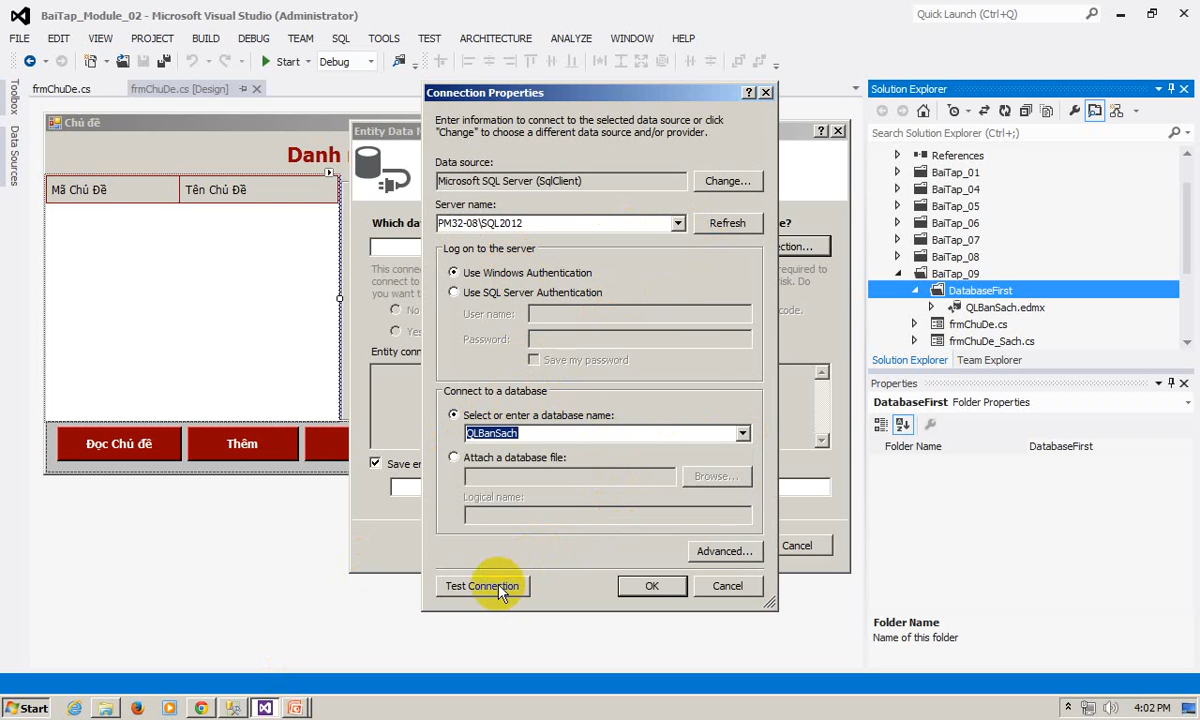 BaiTap_Module_02 - Microsoft Visual Studio (Administrator)
Quick Launch (Ctrl+Q)
FILE EDIT VIEW PROJECT BUILD DEBUG TEAM SQL TOOLS TEST ARCHITECTURE ANALYZE WINDOW HELP
Start Debug
Toolbox
Data Sources
frmChuDe.cs
frmChuDe.cs [Design]
Chủ đề
Danh
Mã Chủ Đề Tên Chủ Đề
Đọc Chủ đề Thêm
Entity Data
Which da
e?
ction...
This connec
required to
connect to
risk. Do
you want t
code.
No
Yes
Entity conn
Save en
Cancel
Connection Properties
Enter information to connect to the selected data source or click
"Change" to choose a different data source and/or provider.
Data source:
Microsoft SQL Server (SqlClient)
Change...
Server name:
PM32-08\SQL2012
Refresh
Log on to the server
Use Windows Authentication
Use SQL Server Authentication
User name:
Password:
Save my password
Connect to a database
Select or enter a database name:
QLBanSach
Attach a database file:
Browse...
Logical name:
Advanced...
Test Connection OK Cancel
Solution Explorer
Search Solution Explorer (Ctrl+;)
References
BaiTap_01
BaiTap_04
BaiTap_05
BaiTap_06
BaiTap_07
BaiTap_08
BaiTap_09
DatabaseFirst
QLBanSach.edmx
frmChuDe.cs
frmChuDe_Sach.cs
Solution Explorer Team Explorer
Properties
DatabaseFirst Folder Properties
Folder Name DatabaseFirst
Folder Name
Name of this folder
Start
4:02 PM